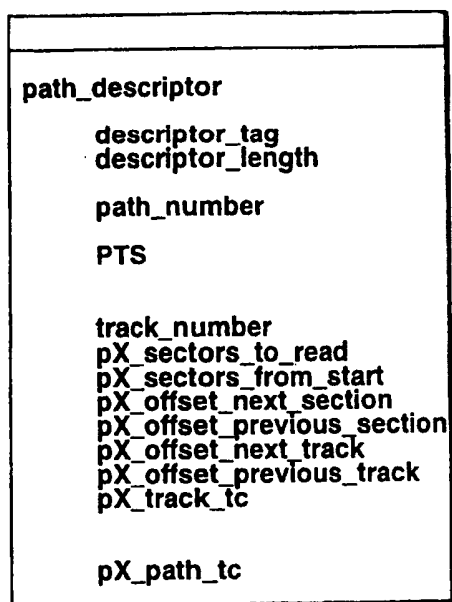 path_descriptor
descriptor_tag
descriptor_length
path_number
PTS
track_number
pX_sectors_to_read
pX_sectors_from_start
pX_offset_next_section
pX_offset_previous_section
pX_offset_next_track
pX_offset_previous_track
pX_track_tc
pX_path_tc